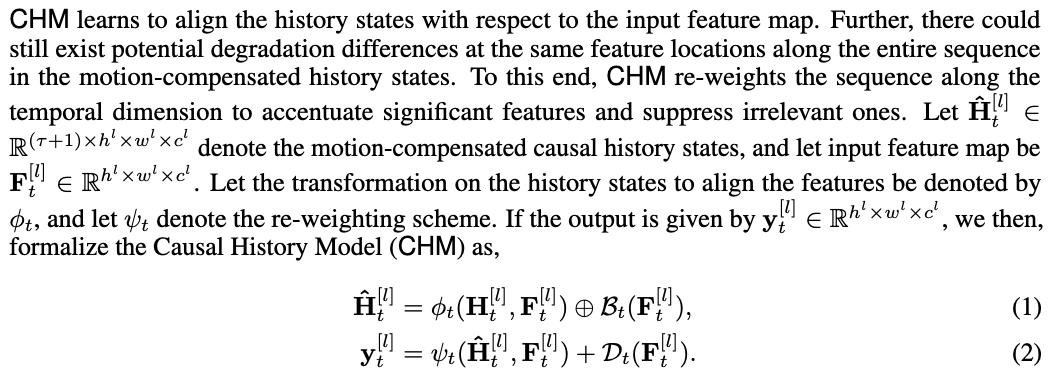 CHM learns to align the history states with respect to the input feature map. Further, there could
still exist potential degradation differences at the same feature locations along the entire sequence
in the motion-compensated history states. To this end, CHM re-weights the sequence along the
temporal dimension to accentuate significant features and suppress irrelevant ones. Let $\hat{\mathbf{H}}_t^{[l]} \in$
$\mathbb{R}^{(\tau+1)\times h^l\times w^l\times c^l}$ denote the motion-compensated causal history states, and let input feature map be
$\mathbf{F}_t^{[l]} \in \mathbb{R}^{h^l\times w^l\times c^l}$. Let the transformation on the history states to align the features be denoted by
$\phi_t$, and let $\psi_t$ denote the re-weighting scheme. If the output is given by $\mathbf{y}_t^{[l]} \in \mathbb{R}^{h^l\times w^l\times c^l}$, we then,
formalize the Causal History Model (CHM) as,
$\hat{\mathbf{H}}_t^{[l]} = \phi_t(\mathbf{H}_t^{[l]}, \mathbf{F}_t^{[l]}) \oplus \mathcal{B}_t(\mathbf{F}_t^{[l]}),$ (1)
$\mathbf{y}_t^{[l]} = \psi_t(\hat{\mathbf{H}}_t^{[l]}, \mathbf{F}_t^{[l]}) + \mathcal{D}_t(\mathbf{F}_t^{[l]}).$ (2)